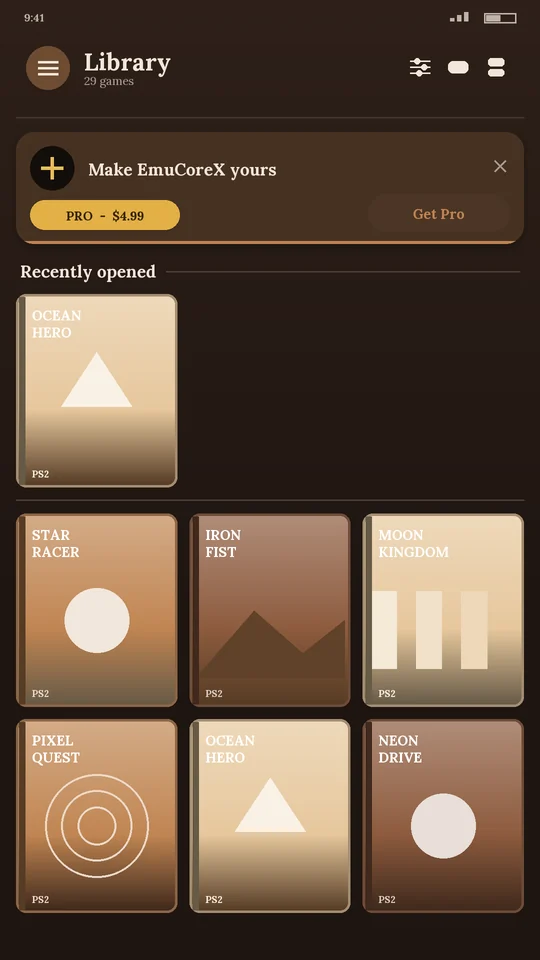 9:41
Library
29 games
Make EmuCoreX yours
PRO - $4.99
Get Pro
Recently opened
OCEAN
HERO
PS2
STAR
RACER
PS2
IRON
FIST
PS2
MOON
KINGDOM
PS2
PIXEL
QUEST
PS2
OCEAN
HERO
PS2
NEON
DRIVE
PS2